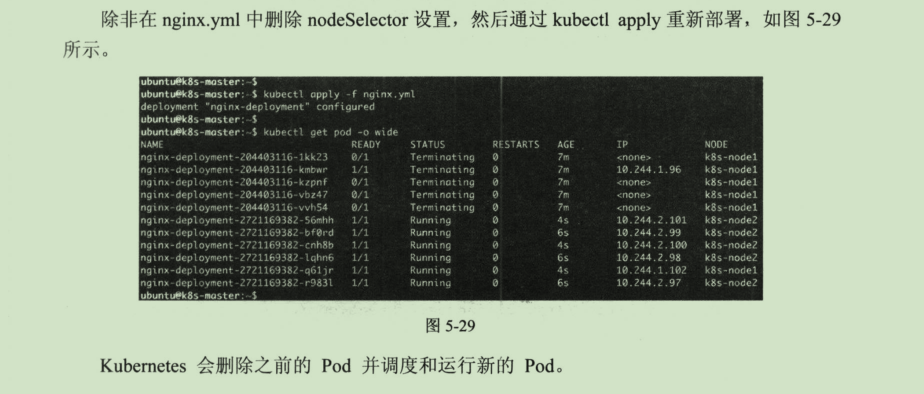 除非在 nginx.yml 中删除 nodeSelector 设置，然后通过 kubectl apply 重新部署，如图 5-29
所示。
ubuntu@k8s-master:~$
ubuntu@k8s-master:~$ kubectl apply -f nginx.yml
deployment "nginx-deployment" configured
ubuntu@k8s-master:~$
ubuntu@k8s-master:~$ kubectl get pod -o wide
NAME READY STATUS RESTARTS AGE IP NODE
nginx-deployment-204403116-1kk23 0/1 Terminating 0 7m <none> k8s-node1
nginx-deployment-204403116-kmbwr 1/1 Terminating 0 7m 10.244.1.96 k8s-node1
nginx-deployment-204403116-kzpnf 0/1 Terminating 0 7m <none> k8s-node1
nginx-deployment-204403116-vbz47 0/1 Terminating 0 7m <none> k8s-node1
nginx-deployment-204403116-vvh54 0/1 Terminating 0 7m <none> k8s-node1
nginx-deployment-2721169382-56mhh 1/1 Running 0 4s 10.244.2.101 k8s-node2
nginx-deployment-2721169382-bf0rd 1/1 Running 0 6s 10.244.2.99 k8s-node2
nginx-deployment-2721169382-cnh8b 1/1 Running 0 4s 10.244.2.100 k8s-node2
nginx-deployment-2721169382-lqhn6 1/1 Running 0 6s 10.244.2.98 k8s-node2
nginx-deployment-2721169382-q61jr 1/1 Running 0 4s 10.244.1.102 k8s-node1
nginx-deployment-2721169382-r983l 1/1 Running 0 6s 10.244.2.97 k8s-node2
ubuntu@k8s-master:~$
图 5-29
Kubernetes 会删除之前的 Pod 并调度和运行新的 Pod。